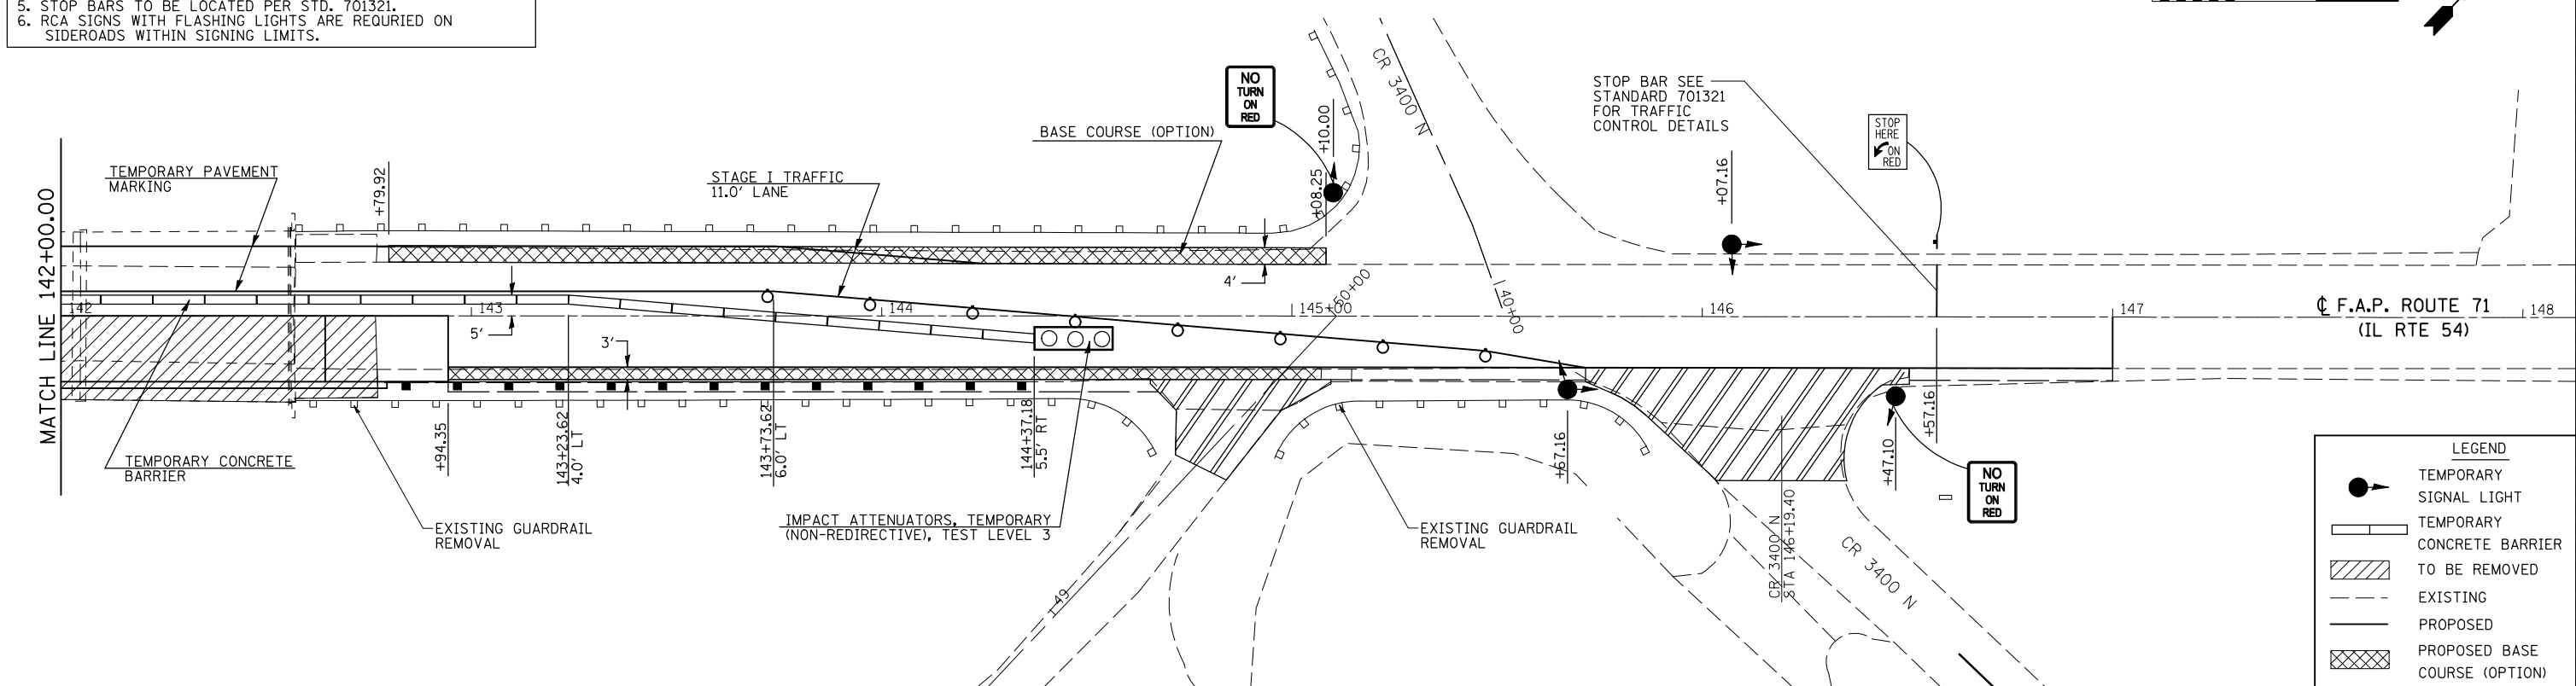 5. STOP BARS TO BE LOCATED PER STD. 701321.
6. RCA SIGNS WITH FLASHING LIGHTS ARE REQURIED ON
SIDEROADS WITHIN SIGNING LIMITS.
MATCH LINE 142+00.00
TEMPORARY PAVEMENT
MARKING
+79.92
STAGE I TRAFFIC
11.0' LANE
BASE COURSE (OPTION)
NO
TURN
ON
RED
+10.00
+08.25
CR 3400 N
STOP BAR SEE
STANDARD 701321
FOR TRAFFIC
CONTROL DETAILS
+07.16
STOP
HERE
ON
RED
4'
50+00
40+00
142
143
144
145+00
146
147
148
℄ F.A.P. ROUTE 71
(IL RTE 54)
5'
3'
TEMPORARY CONCRETE
BARRIER
+94.35
143+23.62
4.0' LT
143+73.62
6.0' LT
144+37.18
5.5' RT
+67.16
+47.10
+57.16
EXISTING GUARDRAIL
REMOVAL
IMPACT ATTENUATORS, TEMPORARY
(NON-REDIRECTIVE), TEST LEVEL 3
EXISTING GUARDRAIL
REMOVAL
49
CR 3400 N
STA 146+19.40
CR 3400 N
NO
TURN
ON
RED
LEGEND
TEMPORARY
SIGNAL LIGHT
TEMPORARY
CONCRETE BARRIER
TO BE REMOVED
EXISTING
PROPOSED
PROPOSED BASE
COURSE (OPTION)